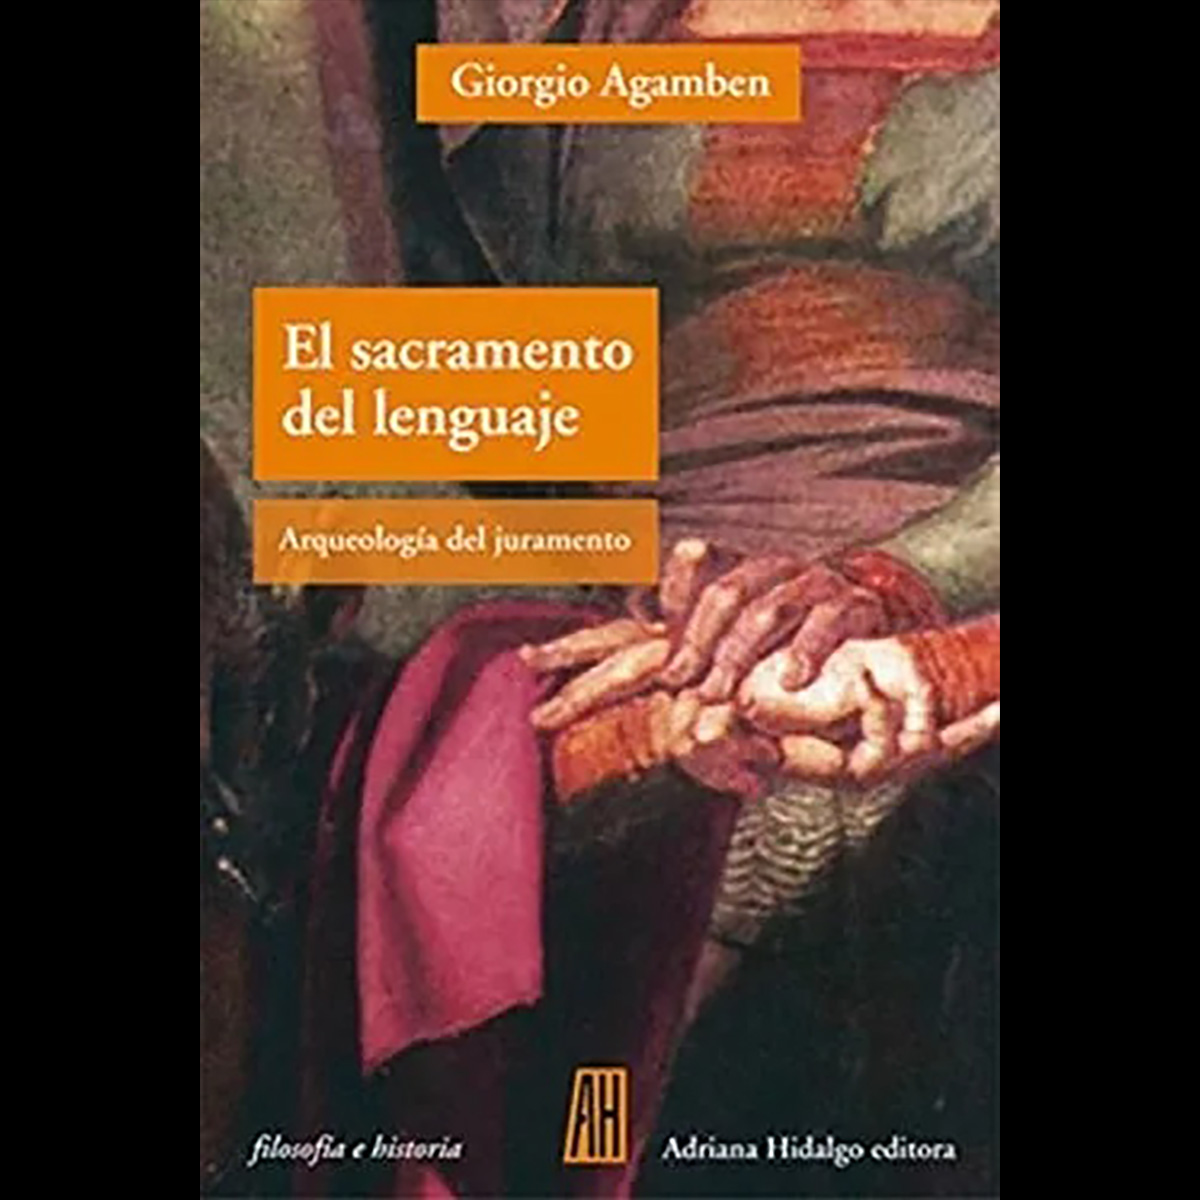 Giorgio Agamben
El sacramento
del lenguaje
Arqueología del juramento
AH
filosofía e historia
Adriana Hidalgo editora